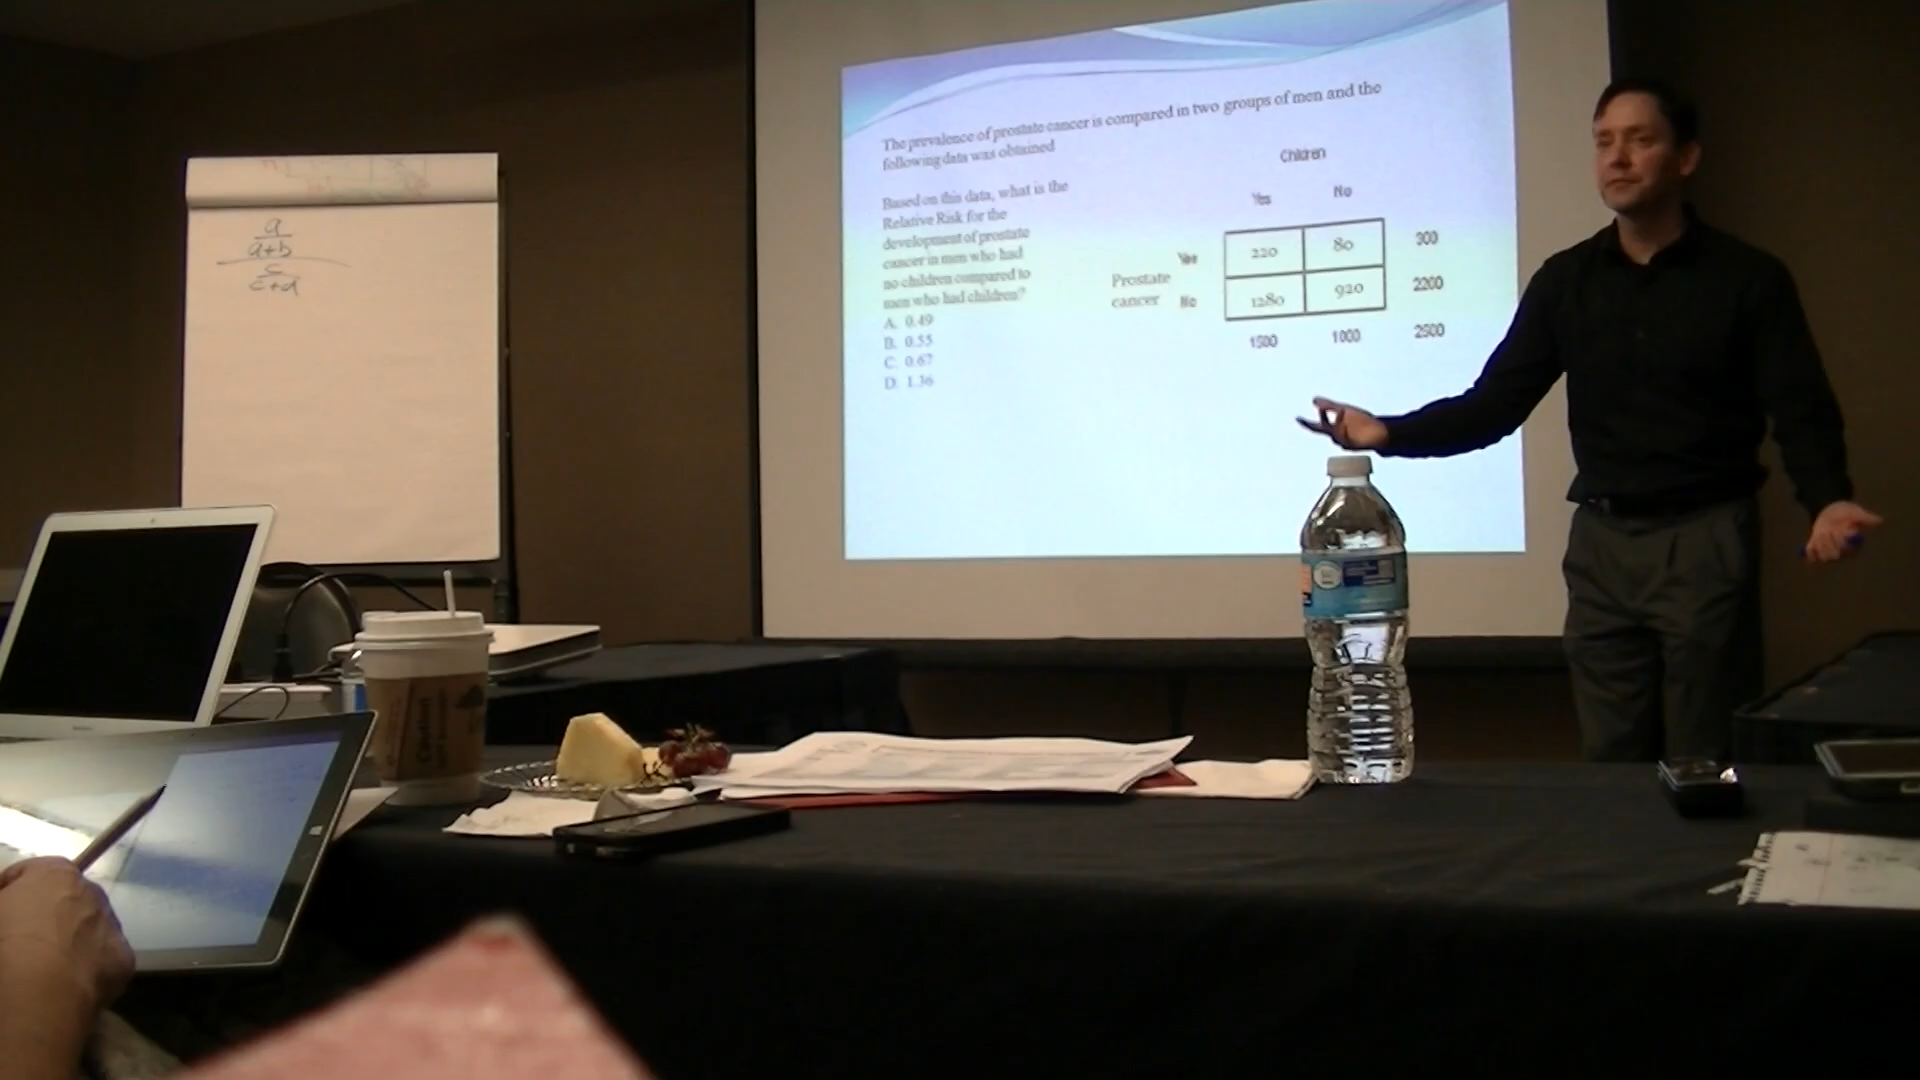 a
a+b
c
c+d
The prevalence of prostate cancer is compared in two groups of men and the
following data was obtained
Based on this data, what is the
Relative Risk for the
development of prostate
cancer in men who had
no children compared to
men who had children?
A. 0.49
B. 0.55
C. 0.67
D. 1.36
Children
Yes No
Yes 220 80 300
Prostate
cancer
No 1280 920 2200
1500 1000 2500